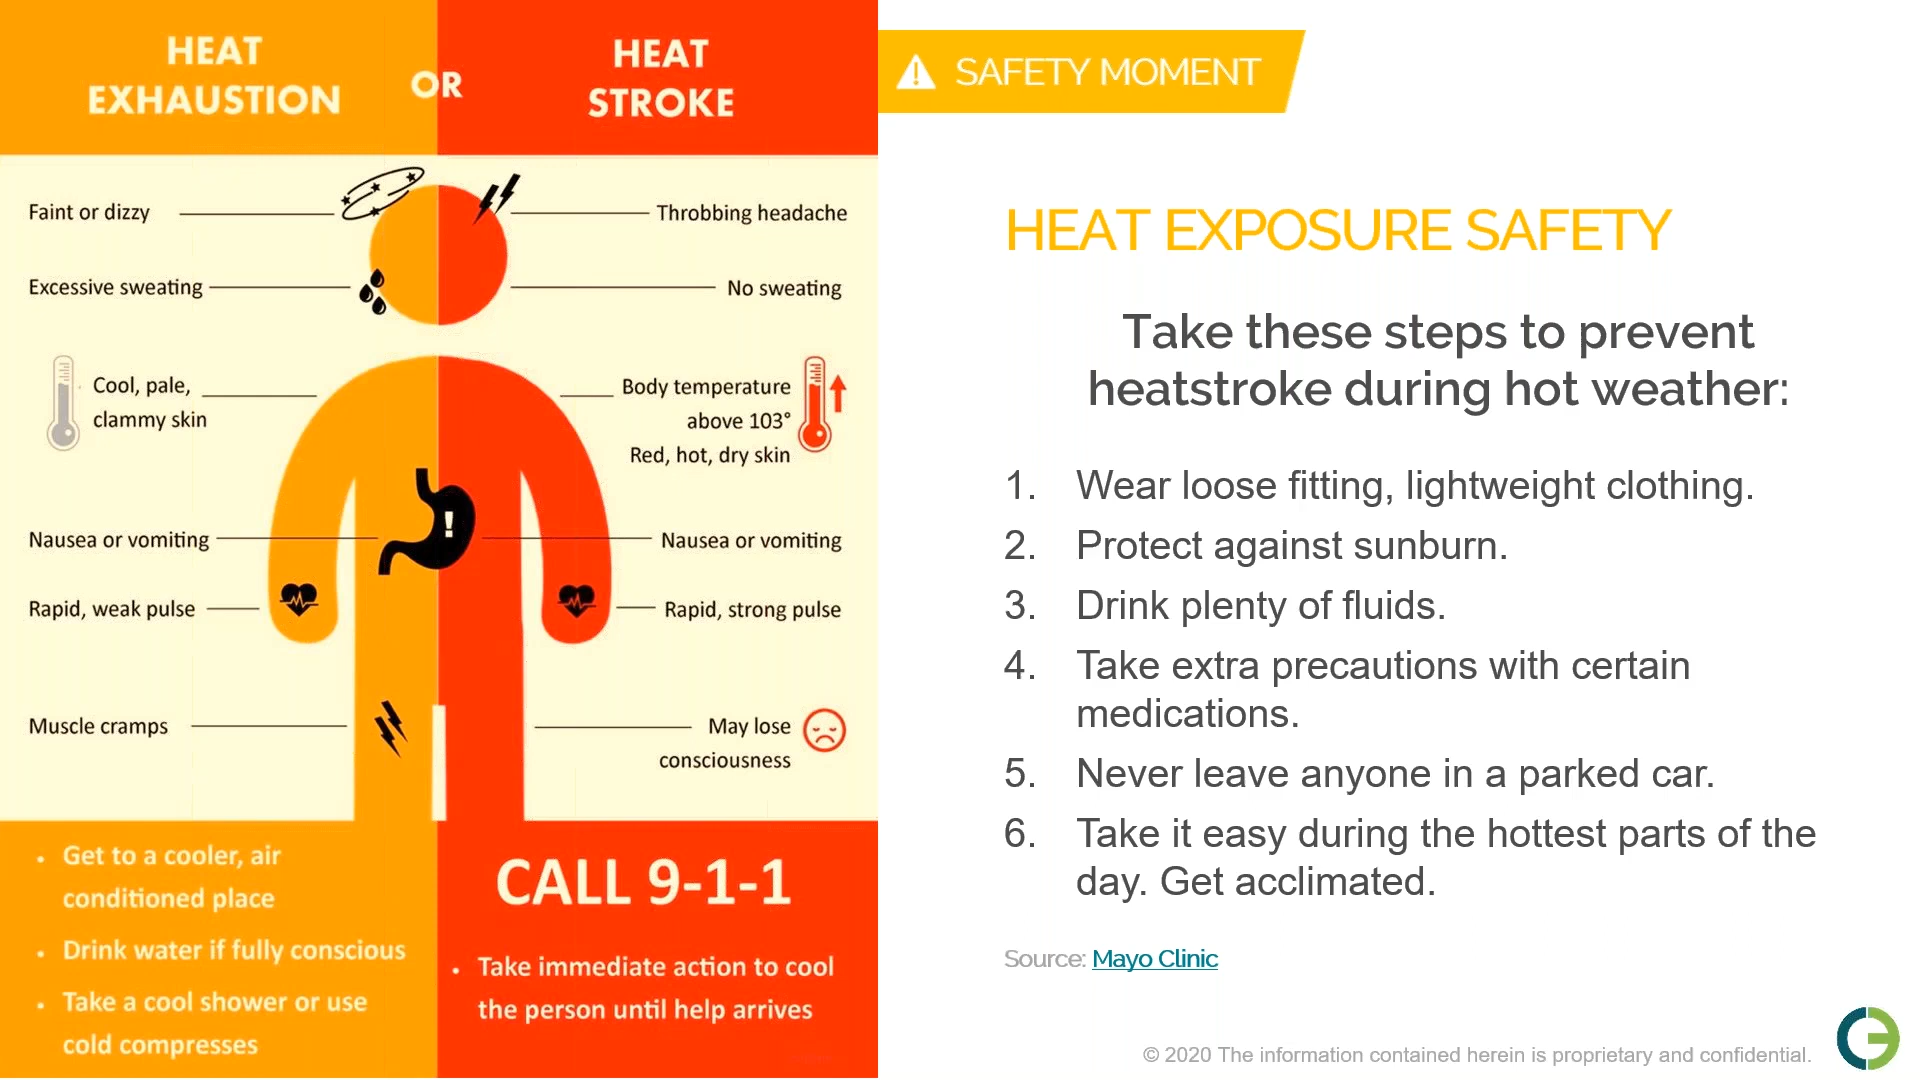 HEAT
EXHAUSTION
OR
HEAT
STROKE
Faint or dizzy
Excessive sweating
Cool, pale,
clammy skin
Nausea or vomiting
Rapid, weak pulse
Muscle cramps
Throbbing headache
No sweating
Body temperature
above 103°
Red, hot, dry skin
Nausea or vomiting
Rapid, strong pulse
May lose
consciousness
• Get to a cooler, air
conditioned place
• Drink water if fully conscious
• Take a cool shower or use
cold compresses
CALL 9-1-1
• Take immediate action to cool
the person until help arrives
SAFETY MOMENT
HEAT EXPOSURE SAFETY
Take these steps to prevent
heatstroke during hot weather:
1. Wear loose fitting, lightweight clothing.
2. Protect against sunburn.
3. Drink plenty of fluids.
4. Take extra precautions with certain
medications.
5. Never leave anyone in a parked car.
6. Take it easy during the hottest parts of the
day. Get acclimated.
Source: Mayo Clinic
© 2020 The information contained herein is proprietary and confidential.